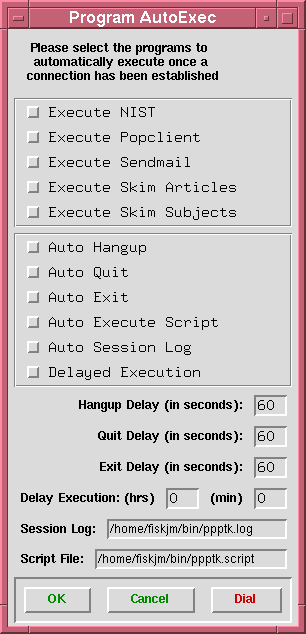 Program AutoExec
Please select the programs to
automatically execute once a
connection has been established
Execute NIST
Execute Popclient
Execute Sendmail
Execute Skim Articles
Execute Skim Subjects
Auto Hangup
Auto Quit
Auto Exit
Auto Execute Script
Auto Session Log
Delayed Execution
Hangup Delay (in seconds): 60
Quit Delay (in seconds): 60
Exit Delay (in seconds): 60
Delay Execution: (hrs) 0 (min) 0
Session Log: /home/fiskjm/bin/ppptk.log
Script File: /home/fiskjm/bin/ppptk.script
OK Cancel Dial